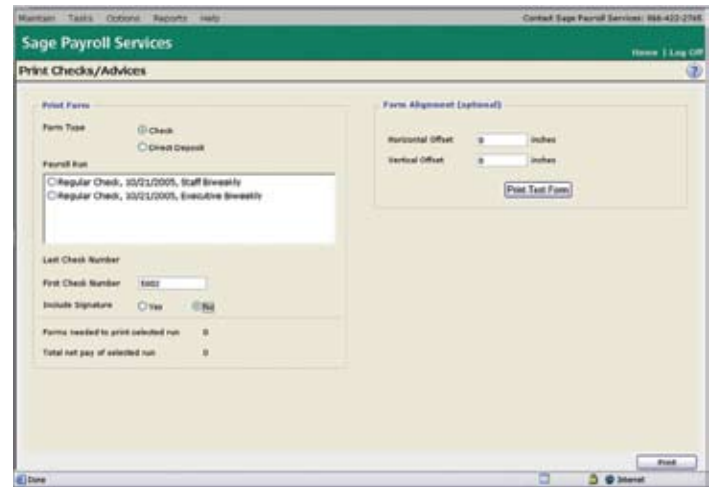 Maintain Tasks Options Reports Help Contact Sage Payroll Services: 866-422-2765
Sage Payroll Services
Home | Log Off
Print Checks/Advices
Print Form
Form Type Check
Direct Deposit
Payroll Run
Regular Check, 10/21/2005, Staff Biweekly
Regular Check, 10/21/2005, Executive Biweekly
Last Check Number
First Check Number 5002
Include Signature Yes No
Forms needed to print selected run 0
Total net pay of selected run 0
Form Alignment (optional)
Horizontal Offset 0 inches
Vertical Offset 0 inches
Print Test Form
Print
Done Internet